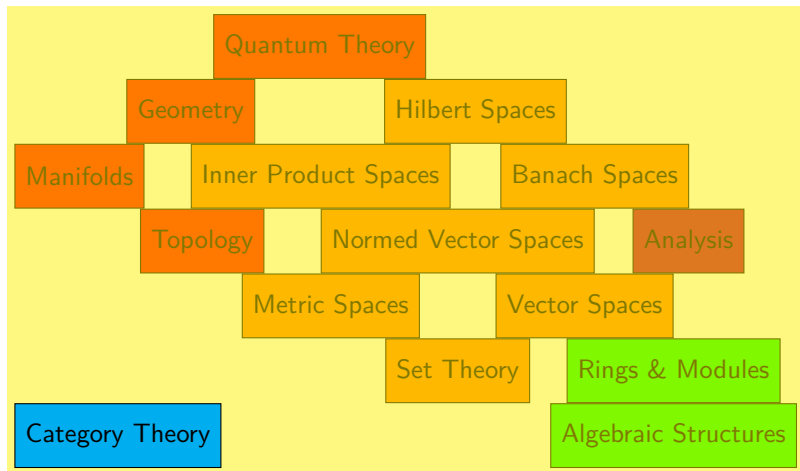 Quantum Theory
Geometry Hilbert Spaces
Manifolds Inner Product Spaces Banach Spaces
Topology Normed Vector Spaces Analysis
Metric Spaces Vector Spaces
Set Theory Rings & Modules
Category Theory Algebraic Structures